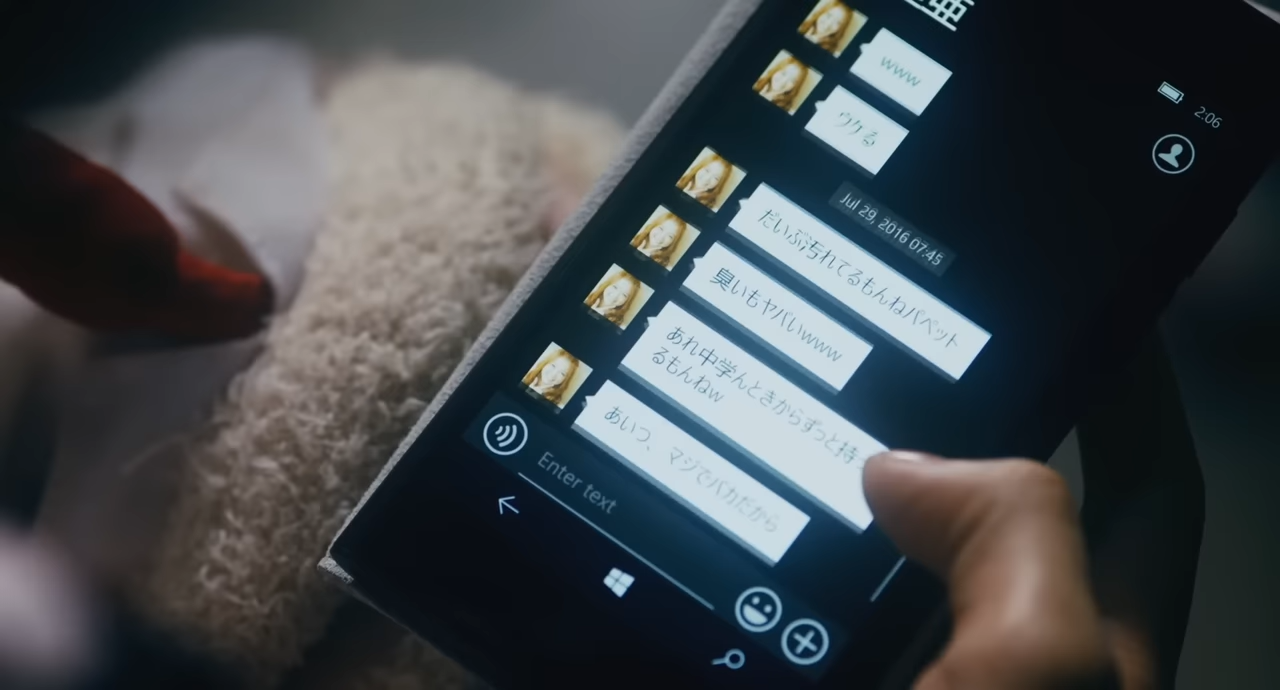 亜
www
ウケる
2:06
Jul 29, 2016 07:45
だいぶ汚れてるもんねパペット
臭いもヤバいwww
あれ中学んときからずっと持
るもんねw
あいつ、マジでバカだから
Enter text